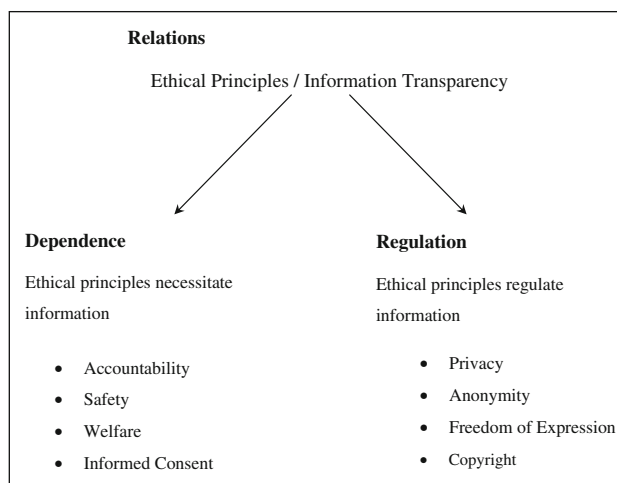 Relations
Ethical Principles / Information Transparency
Dependence
Ethical principles necessitate
information
• Accountability
• Safety
• Welfare
• Informed Consent
Regulation
Ethical principles regulate
information
• Privacy
• Anonymity
• Freedom of Expression
• Copyright